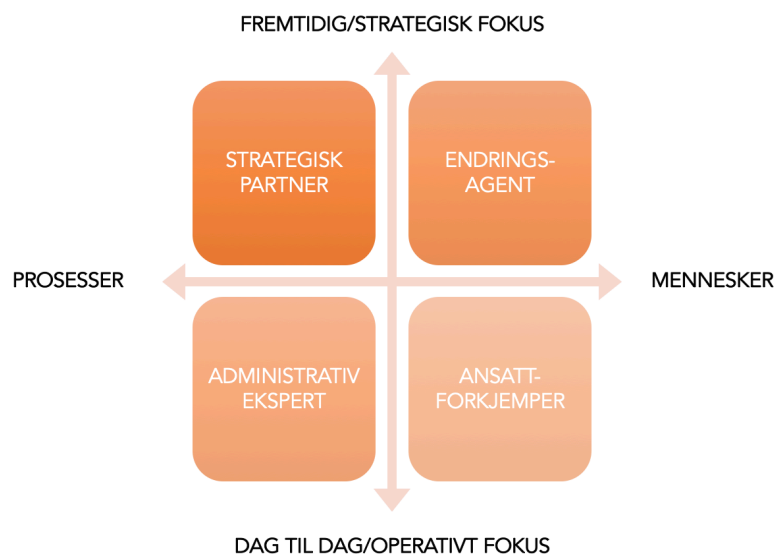 FREMTIDIG/STRATEGISK FOKUS
STRATEGISK
PARTNER
ENDRINGS-
AGENT
PROSESSER
MENNESKER
ADMINISTRATIV
EKSPERT
ANSATT-
FORKJEMPER
DAG TIL DAG/OPERATIVT FOKUS